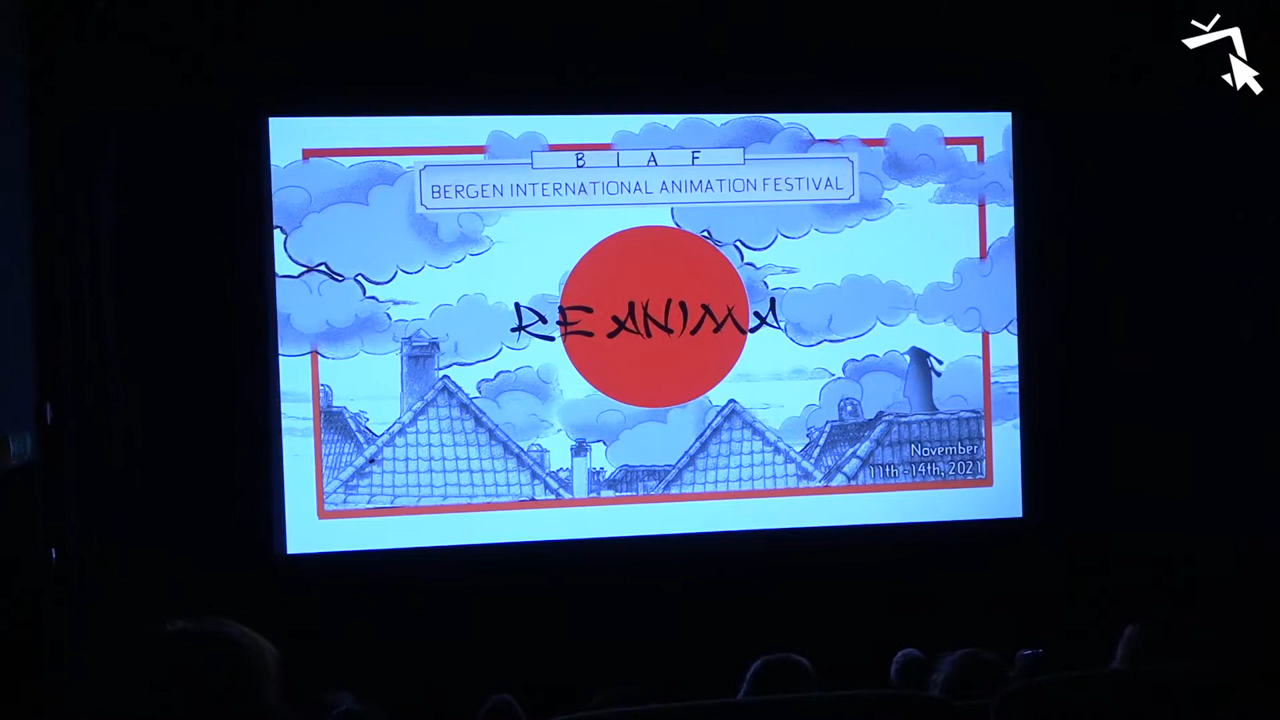 B I A F
BERGEN INTERNATIONAL ANIMATION FESTIVAL
RE ANIMA
November
11th -14th, 2021